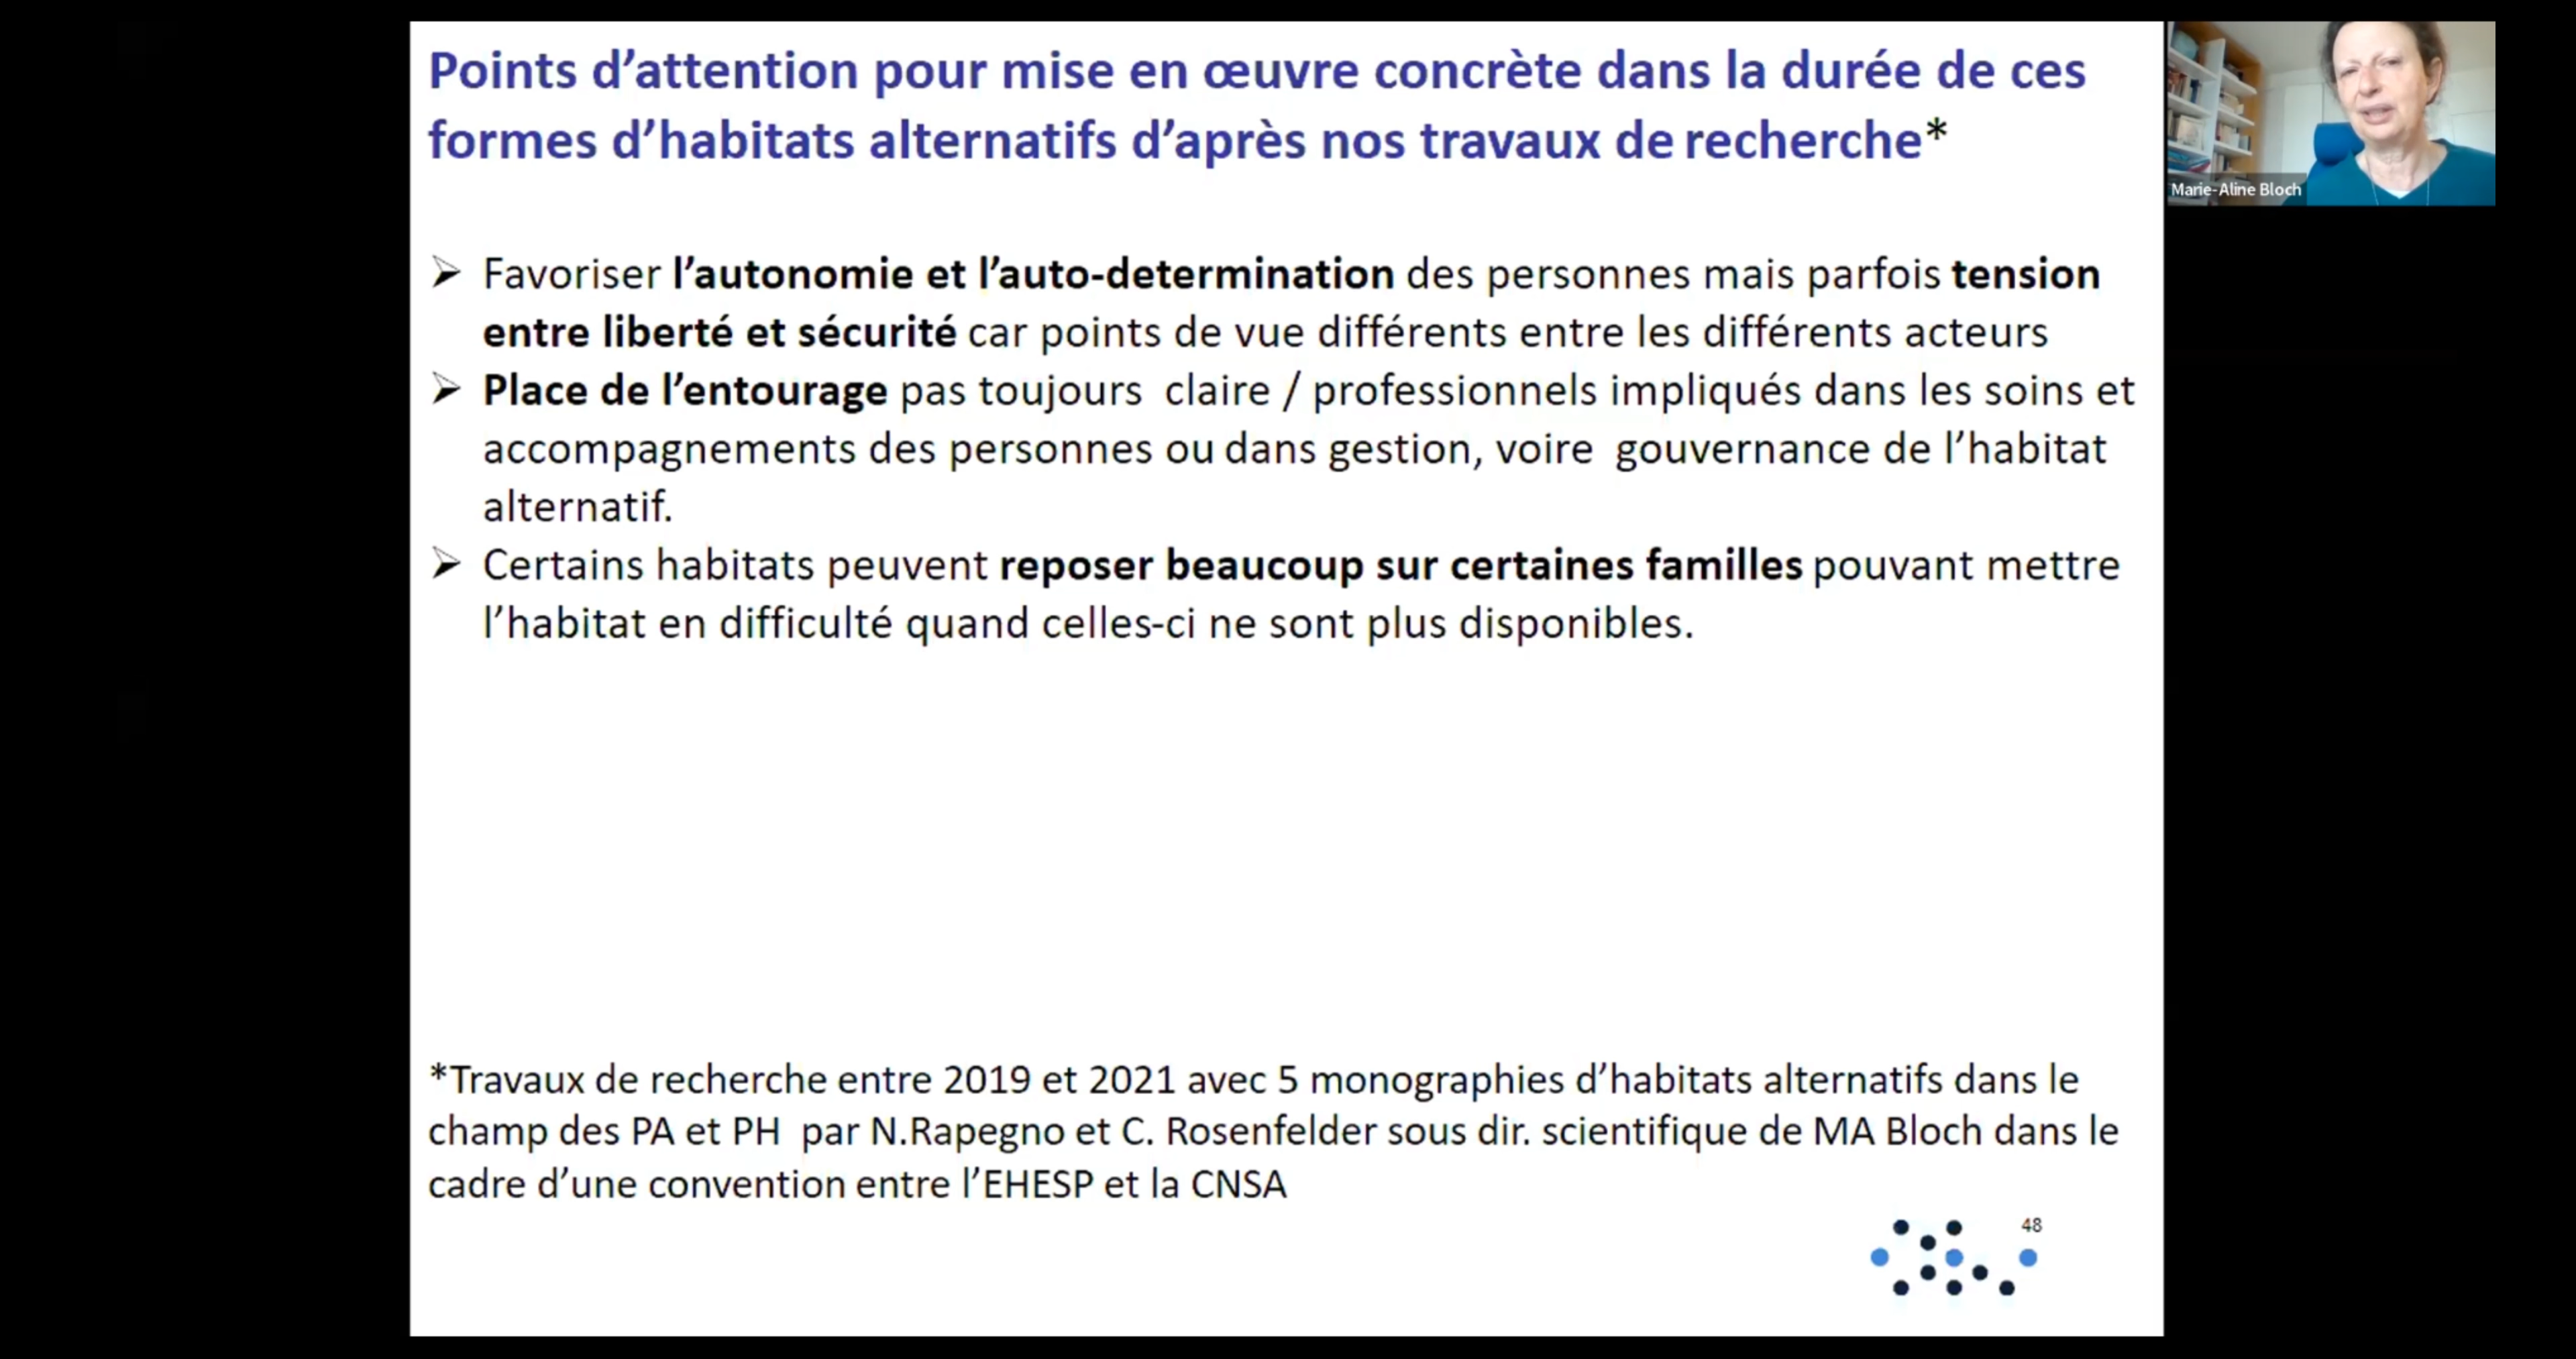 Points d’attention pour mise en œuvre concrète dans la durée de ces
formes d’habitats alternatifs d’après nos travaux de recherche*
Marie-Aline Bloch
➢ Favoriser l’autonomie et l’auto-determination des personnes mais parfois tension
entre liberté et sécurité car points de vue différents entre les différents acteurs
➢ Place de l’entourage pas toujours claire / professionnels impliqués dans les soins et
accompagnements des personnes ou dans gestion, voire gouvernance de l’habitat
alternatif.
➢ Certains habitats peuvent reposer beaucoup sur certaines familles pouvant mettre
l’habitat en difficulté quand celles-ci ne sont plus disponibles.
*Travaux de recherche entre 2019 et 2021 avec 5 monographies d’habitats alternatifs dans le
champ des PA et PH par N.Rapegno et C. Rosenfelder sous dir. scientifique de MA Bloch dans le
cadre d’une convention entre l’EHESP et la CNSA
48